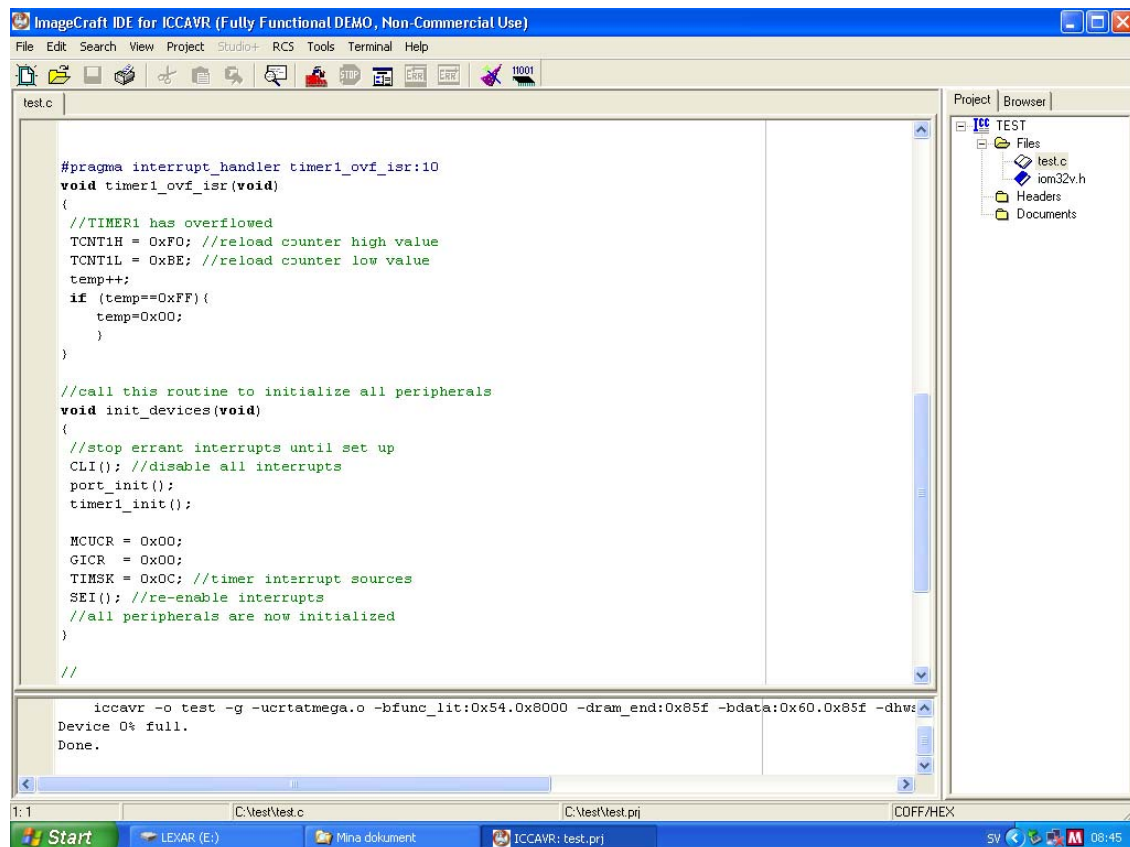 ImageCraft IDE for ICCAVR (Fully Functional DEMO, Non-Commercial Use)
File Edit Search View Project Studio+ RCS Tools Terminal Help
STOP ERR ERR 11001
test.c
#pragma interrupt_handler timer1_ovf_isr:10
void timer1_ovf_isr(void)
{
//TIMER1 has overflowed
TCNT1H = 0xF0; //reload counter high value
TCNT1L = 0xBE; //reload counter low value
temp++;
if (temp==0xFF){
temp=0x00;
}
}
//call this routine to initialize all peripherals
void init_devices(void)
{
//stop errant interrupts until set up
CLI(); //disable all interrupts
port_init();
timer1_init();
MCUCR = 0x00;
GICR = 0x00;
TIMSK = 0x0C; //timer interrupt sources
SEI(); //re-enable interrupts
//all peripherals are now initialized
}
//
Project Browser
ICC TEST
Files
test.c
iom32v.h
Headers
Documents
iccavr -o test -g -ucrtatmega.o -bfunc_lit:0x54.0x8000 -dram_end:0x85f -bdata:0x60.0x85f -dhws
Device 0% full.
Done.
1: 1 C:\test\test.c C:\test\test.prj COFF/HEX
Start LEXAR (E:) Mina dokument ICCAVR: test.prj SV M 08:45